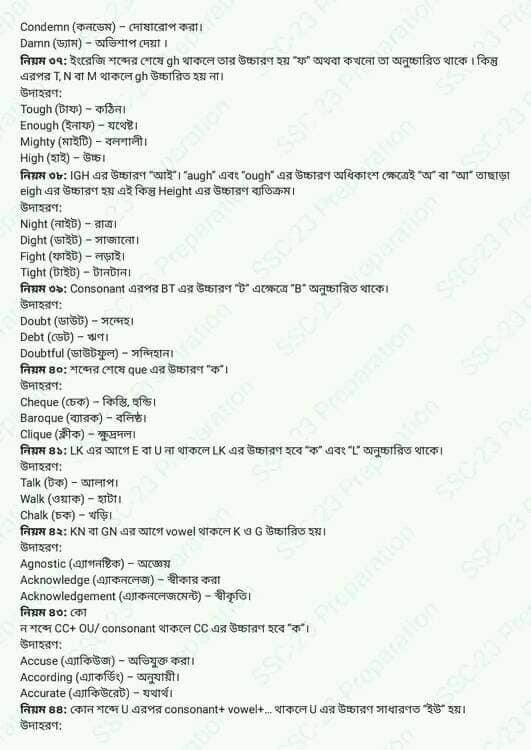 Condemn (কনডেম) – দোষারোপ করা।
Damn (ড্যাম) – অভিশাপ দেয়া ।
নিয়ম ৩৭: ইংরেজি শব্দের শেষে gh থাকলে তার উচ্চারণ হয় “ফ” অথবা কখনো তা অনুচ্চারিত থাকে । কিন্তু
এরপর T, N বা M থাকলে gh উচ্চারিত হয় না।
উদাহরণ:
Tough (টাফ) – কঠিন।
Enough (ইনাফ) – যথেষ্ট।
Mighty (মাইটি) – বলশালী।
High (হাই) – উচ্চ।
নিয়ম ৩৮: IGH এর উচ্চারণ “আই”। “augh” এবং “ough” এর উচ্চারণ অধিকাংশ ক্ষেত্রেই “অ” বা “আ” তাছাড়া
eigh এর উচ্চারণ হয় এই কিন্তু Height এর উচ্চারণ ব্যতিক্রম।
উদাহরণ:
Night (নাইট) – রাত্র।
Dight (ডাইট) – সাজানো।
Fight (ফাইট) – লড়াই।
Tight (টাইট) – টানটান।
নিয়ম ৩৯: Consonant এরপর BT এর উচ্চারণ “ট” এক্ষেত্রে “B” অনুচ্চারিত থাকে।
উদাহরণ:
Doubt (ডাউট) – সন্দেহ।
Debt (ডেট) – ঋণ।
Doubtful (ডাউটফুল) – সন্দিহান।
নিয়ম ৪০: শব্দের শেষে que এর উচ্চারণ “ক”।
উদাহরণ:
Cheque (চেক) – কিস্তি, হুন্ডি।
Baroque (ব্যারক) – বলিষ্ঠ।
Clique (ক্লীক) – ক্ষুদ্রদল।
নিয়ম ৪১: LK এর আগে E বা U না থাকলে LK এর উচ্চারণ হবে “ক” এবং “L” অনুচ্চারিত থাকে।
উদাহরণ:
Talk (টক) – আলাপ।
Walk (ওয়াক) – হাটা।
Chalk (চক) – খড়ি।
নিয়ম ৪২: KN বা GN এর আগে vowel থাকলে K ও G উচ্চারিত হয়।
উদাহরণ:
Agnostic (এ্যাগনষ্টিক) – অজ্ঞেয়
Acknowledge (এ্যাকনলেজ) – স্বীকার করা
Acknowledgement (এ্যাকনলেজমেন্ট) – স্বীকৃতি।
নিয়ম ৪৩: কো
ন শব্দে CC+ OU/ consonant থাকলে CC এর উচ্চারণ হবে “ক”।
উদাহরণ:
Accuse (এ্যাকিউজ) – অভিযুক্ত করা।
According (এ্যাকর্ডিং) – অনুযায়ী।
Accurate (এ্যাকিউরেট) – যথার্থ।
নিয়ম ৪৪: কোন শব্দে U এরপর consonant+ vowel+... থাকলে U এর উচ্চারণ সাধারণত “ইউ” হয়।
উদাহরণ:
SSC-23 Preparation